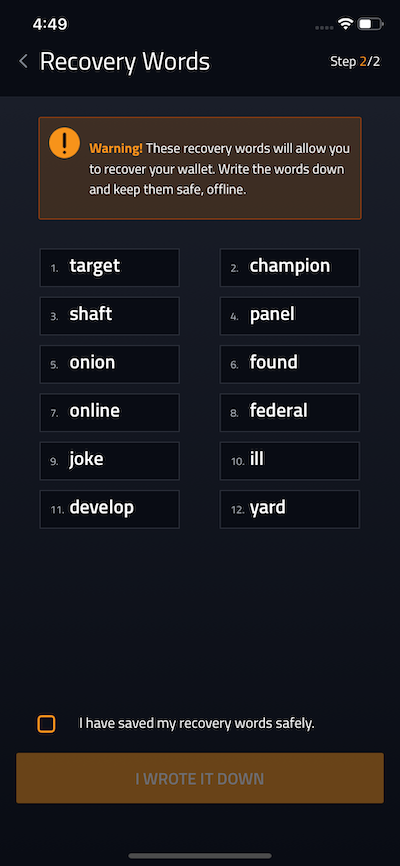 4:49
Recovery Words
Step 2/2
Warning! These recovery words will allow you
to recover your wallet. Write the words down
and keep them safe, offline.
1. target
2. champion
3. shaft
4. panel
5. onion
6. found
7. online
8. federal
9. joke
10. ill
11. develop
12. yard
I have saved my recovery words safely.
I WROTE IT DOWN